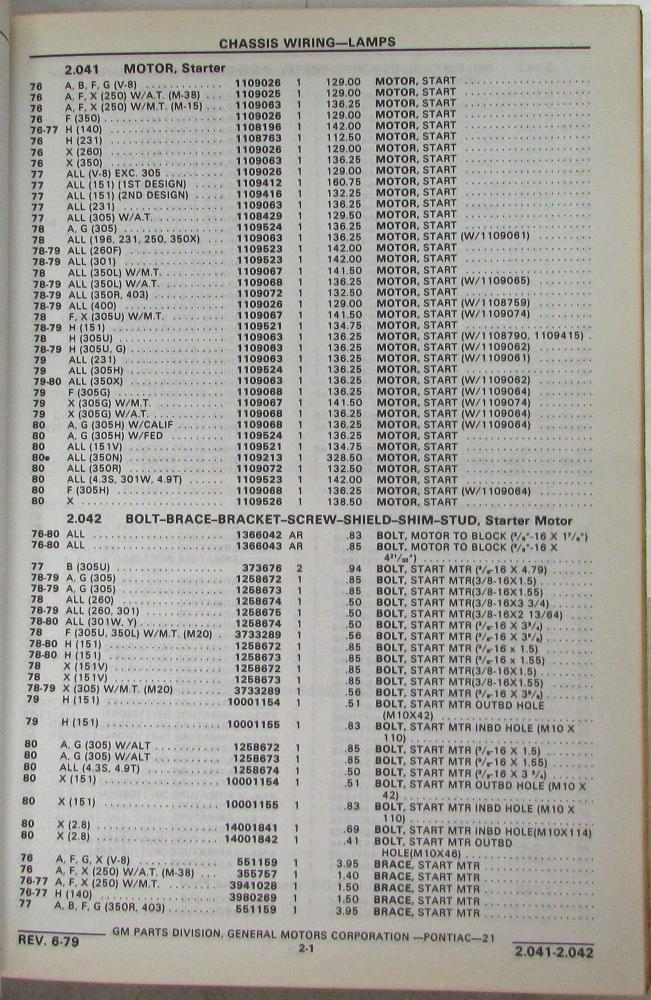 CHASSIS WIRING—LAMPS
2.041 MOTOR, Starter
76 A, B, F, G (V-8) 1109026 1 129.00 MOTOR, START
76 A, F, X (250) W/A.T. (M-38) 1109025 1 129.00 MOTOR, START
76 A, F, X (250) W/M.T. (M-15) 1109063 1 136.25 MOTOR, START
76 F (350) 1109026 1 129.00 MOTOR, START
76-77 H (140) 1108196 1 142.00 MOTOR, START
76 H (231) 1108763 1 112.50 MOTOR, START
76 X (260) 1109026 1 129.00 MOTOR, START
76 X (350) 1109063 1 136.25 MOTOR, START
77 ALL (V-8) EXC. 305 1109026 1 129.00 MOTOR, START
77 ALL (151) (1ST DESIGN) 1109412 1 160.75 MOTOR, START
77 ALL (151) (2ND DESIGN) 1109416 1 132.25 MOTOR, START
77 ALL (231) 1109063 1 136.25 MOTOR, START
77 ALL (305) W/A.T. 1108429 1 129.50 MOTOR, START
78 A, G (305) 1109524 1 136.25 MOTOR, START
78 ALL (196, 231, 250, 350X) 1109063 1 136.25 MOTOR, START (W/1109061)
78-79 ALL (260F) 1109523 1 142.00 MOTOR, START
78-79 ALL (301) 1109523 1 142.00 MOTOR, START
78 ALL (350L) W/M.T. 1109067 1 141.50 MOTOR, START
78-79 ALL (350L) W/A.T. 1109068 1 136.25 MOTOR, START (W/1109065)
78-79 ALL (350R, 403) 1109072 1 132.50 MOTOR, START
78-79 ALL (400) 1109026 1 129.00 MOTOR, START (W/1108759)
78 F, X (305U) W/M.T. 1109067 1 141.50 MOTOR, START (W/1109074)
78-79 H (151) 1109521 1 134.75 MOTOR, START
78 H (305U) 1109063 1 136.25 MOTOR, START (W/1108790, 1109415)
78-79 H (305U, G) 1109063 1 136.25 MOTOR, START (W/1109062)
79 ALL (231) 1109063 1 136.25 MOTOR, START (W/1109061)
79 ALL (305H) 1109524 1 136.25 MOTOR, START
79-80 ALL (350X) 1109063 1 136.25 MOTOR, START (W/1109062)
79 F (305G) 1109068 1 136.25 MOTOR, START (W/1109064)
79 X (305G) W/M.T. 1109067 1 141.50 MOTOR, START (W/1109074)
79 X (305G) W/A.T. 1109068 1 136.25 MOTOR, START (W/1109064)
80 A, G (305H) W/CALIF 1109068 1 136.25 MOTOR, START (W/1109064)
80 A, G (305H) W/FED 1109524 1 136.25 MOTOR, START
80 ALL (151V) 1109521 1 134.75 MOTOR, START
80● ALL (350N) 1109213 1 328.50 MOTOR, START
80 ALL (350R) 1109072 1 132.50 MOTOR, START
80 ALL (4.3S, 301W, 4.9T) 1109523 1 142.00 MOTOR, START
80 F (305H) 1109068 1 136.25 MOTOR, START (W/1109064)
80 X 1109526 1 138.50 MOTOR, START
2.042 BOLT–BRACE–BRACKET–SCREW–SHIELD–SHIM–STUD, Starter Motor
76-80 ALL 1366042 AR .83 BOLT, MOTOR TO BLOCK (³/₈"-16 X 1⁷/₈")
76-80 ALL 1366043 AR .85 BOLT, MOTOR TO BLOCK (³/₈"-16 X
4²¹/₃₂")
77 B (305U) 373676 2 .94 BOLT, START MTR (³/₈-16 X 4.79)
78-79 A, G (305) 1258672 1 .85 BOLT, START MTR(3/8-16X1.5)
78-79 A, G (305) 1258673 1 .85 BOLT, START MTR(3/8-16X1.55)
78 ALL (260) 1258674 1 .50 BOLT, START MTR(3/8-16X3 3/4)
78-79 ALL (260, 301) 1258675 1 .50 BOLT, START MTR(3/8-16X2 13/64)
78-80 ALL (301W, Y) 1258674 1 .50 BOLT, START MTR (³/₈-16 X 3³/₄)
78 F (305U, 350L) W/M.T. (M20) 3733289 1 .56 BOLT, START MTR (³/₈-16 X 3⁵/₈)
78-80 H (151) 1258672 1 .85 BOLT, START MTR (³/₈-16 x 1.5)
78-80 H (151) 1258673 1 .85 BOLT, START MTR (³/₈-16 x 1.55)
78 X (151V) 1258672 1 .85 BOLT, START MTR(3/8-16X1.5)
78 X (151V) 1258673 1 .85 BOLT, START MTR(3/8-16X1.55)
78-79 X (305) W/M.T. (M20) 3733289 1 .56 BOLT, START MTR (³/₈-16 X 3⁵/₈)
79 H (151) 10001154 1 .51 BOLT, START MTR OUTBD HOLE
(M10X42)
79 H (151) 10001155 1 .83 BOLT, START MTR INBD HOLE (M10 X
110)
80 A, G (305) W/ALT 1258672 1 .85 BOLT, START MTR (³/₈-16 X 1.5)
80 A, G (305) W/ALT 1258673 1 .85 BOLT, START MTR (³/₈-16 X 1.55)
80 ALL (4.3S, 4.9T) 1258674 1 .50 BOLT, START MTR (³/₈-16 X 3 ³/₄)
80 X (151) 10001154 1 .51 BOLT, START MTR OUTBD HOLE (M10 X
42)
80 X (151) 10001155 1 .83 BOLT, START MTR INBD HOLE (M10 X
110)
80 X (2.8) 14001841 1 .69 BOLT, START MTR INBD HOLE(M10X114)
80 X (2.8) 14001842 1 .41 BOLT, START MTR OUTBD
HOLE(M10X46)
76 A, F, G, X (V-8) 551159 1 3.95 BRACE, START MTR
76 A, F, X (250) W/A.T. (M-38) 355757 1 1.40 BRACE, START MTR
76-77 A, F, X (250) W/M.T. 3941028 1 1.50 BRACE, START MTR
76-77 H (140) 3980269 1 1.50 BRACE, START MTR
77 A, B, F, G (350R, 403) 551159 1 3.95 BRACE, START MTR
REV. 6-79 GM PARTS DIVISION, GENERAL MOTORS CORPORATION —PONTIAC—21
2-1 2.041-2.042